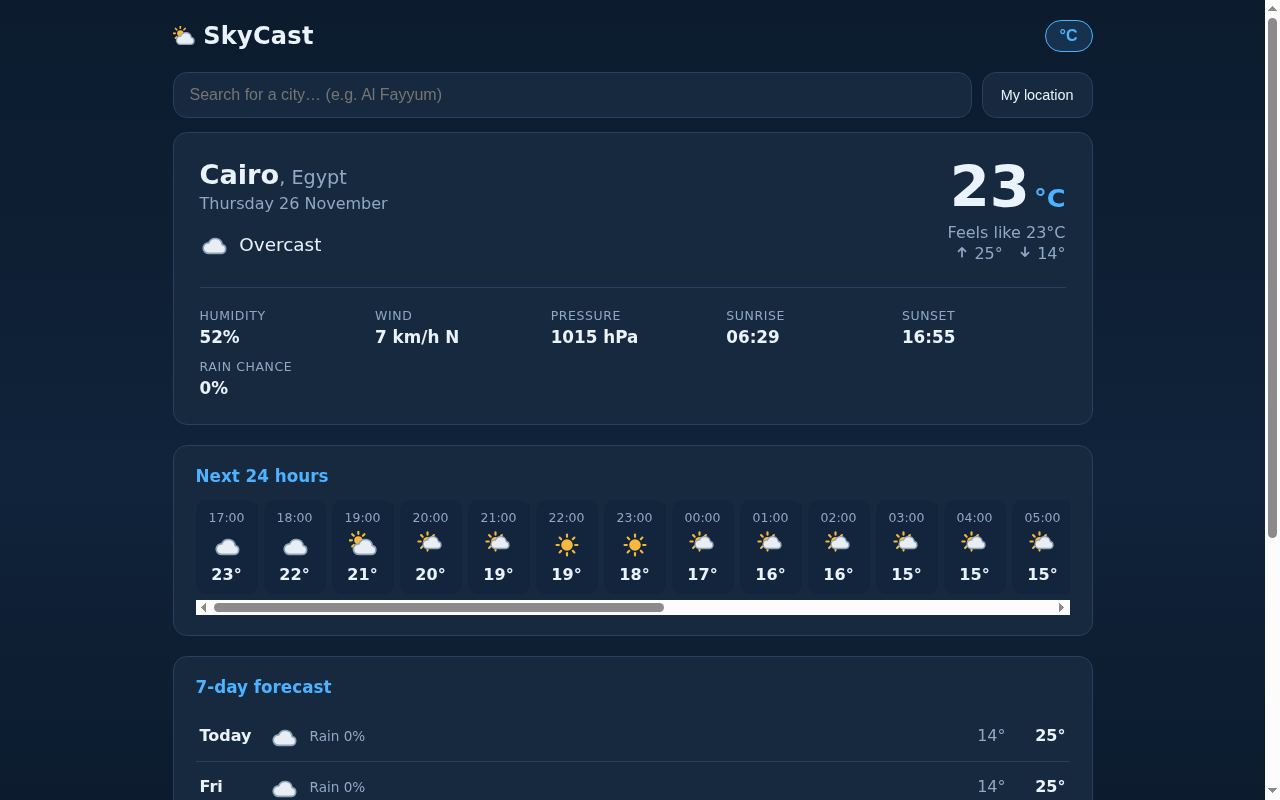 SkyCast
°C
Search for a city… (e.g. Al Fayyum)
My location
Cairo, Egypt
Thursday 26 November
Overcast
23 °C
Feels like 23°C
↑ 25° ↓ 14°
HUMIDITY
52%
WIND
7 km/h N
PRESSURE
1015 hPa
SUNRISE
06:29
SUNSET
16:55
RAIN CHANCE
0%
Next 24 hours
17:00 18:00 19:00 20:00 21:00 22:00 23:00 00:00 01:00 02:00 03:00 04:00 05:00
23° 22° 21° 20° 19° 19° 18° 17° 16° 16° 15° 15° 15°
7-day forecast
Today Rain 0% 14° 25°
Fri Rain 0% 14° 25°